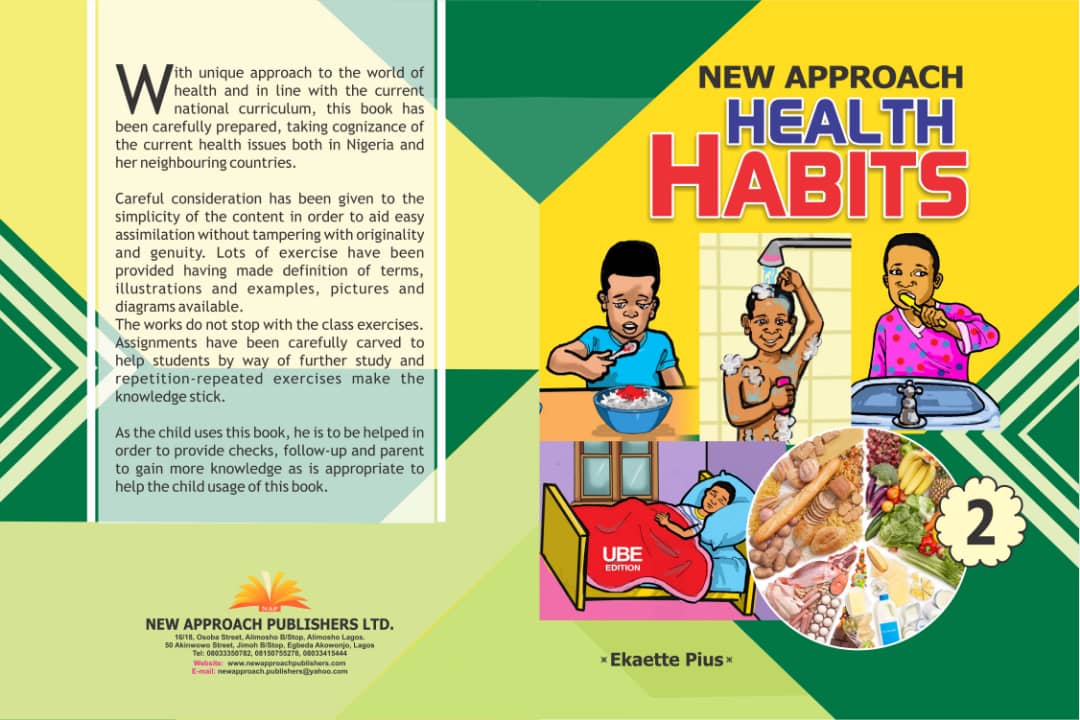 With unique approach to the world of
health and in line with the current
national curriculum, this book has
been carefully prepared, taking cognizance of
the current health issues both in Nigeria and
her neighbouring countries.
Careful consideration has been given to the
simplicity of the content in order to aid easy
assimilation without tampering with originality
and genuity. Lots of exercise have been
provided having made definition of terms,
illustrations and examples, pictures and
diagrams available.
The works do not stop with the class exercises.
Assignments have been carefully carved to
help students by way of further study and
repetition-repeated exercises make the
knowledge stick.
As the child uses this book, he is to be helped in
order to provide checks, follow-up and parent
to gain more knowledge as is appropriate to
help the child usage of this book.
NAP
NEW APPROACH PUBLISHERS LTD.
16/18, Osoba Street, Alimosho B/Stop, Alimosho Lagos.
50 Akinwowo Street, Jimoh B/Stop, Egbeda Akowonjo, Lagos
Tel: 08033350782, 08150755278, 08033415444
Website: www.newapproachpublishers.com
E-mail: newapproach.publishers@yahoo.com
NEW APPROACH
HEALTH
HABITS
2
UBE
EDITION
Ekaette Pius